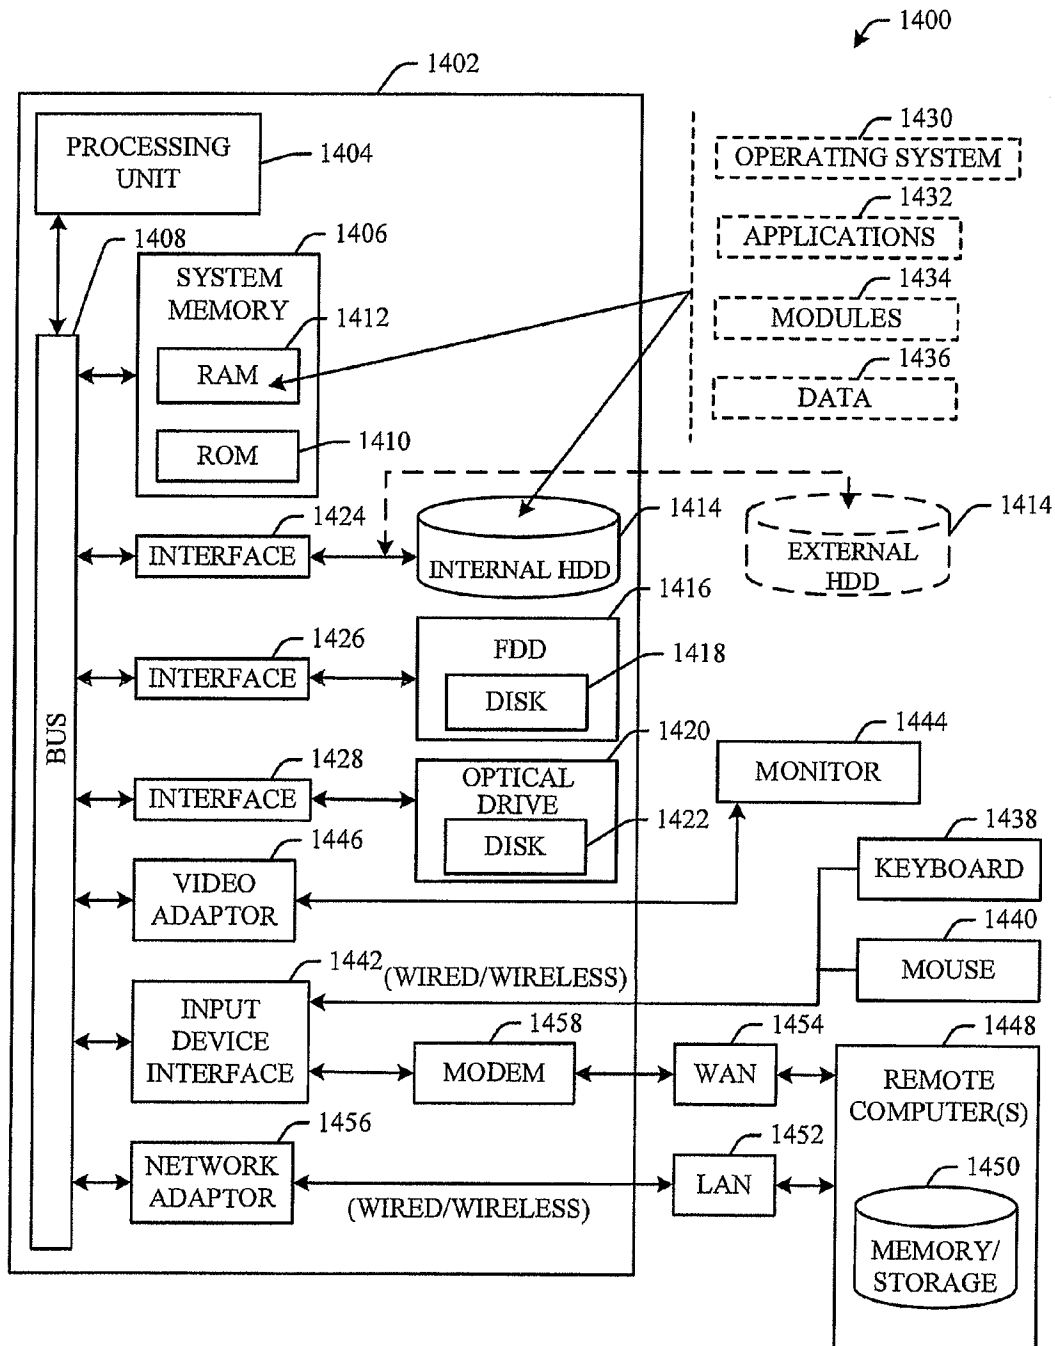 1400
1402
PROCESSING
UNIT
1404
1430
OPERATING SYSTEM
1432
APPLICATIONS
1434
MODULES
1436
DATA
1408
1406
SYSTEM
MEMORY
1412
RAM
1410
ROM
1424
INTERFACE
1414
INTERNAL HDD
1414
EXTERNAL
HDD
1426
INTERFACE
1416
FDD
1418
DISK
BUS
1428
INTERFACE
1420
OPTICAL
DRIVE
1422
DISK
1444
MONITOR
1446
VIDEO
ADAPTOR
1438
KEYBOARD
1440
MOUSE
1442
(WIRED/WIRELESS)
INPUT
DEVICE
INTERFACE
1458
MODEM
1454
WAN
1448
REMOTE
COMPUTER(S)
1456
NETWORK
ADAPTOR
(WIRED/WIRELESS)
1452
LAN
1450
MEMORY/
STORAGE